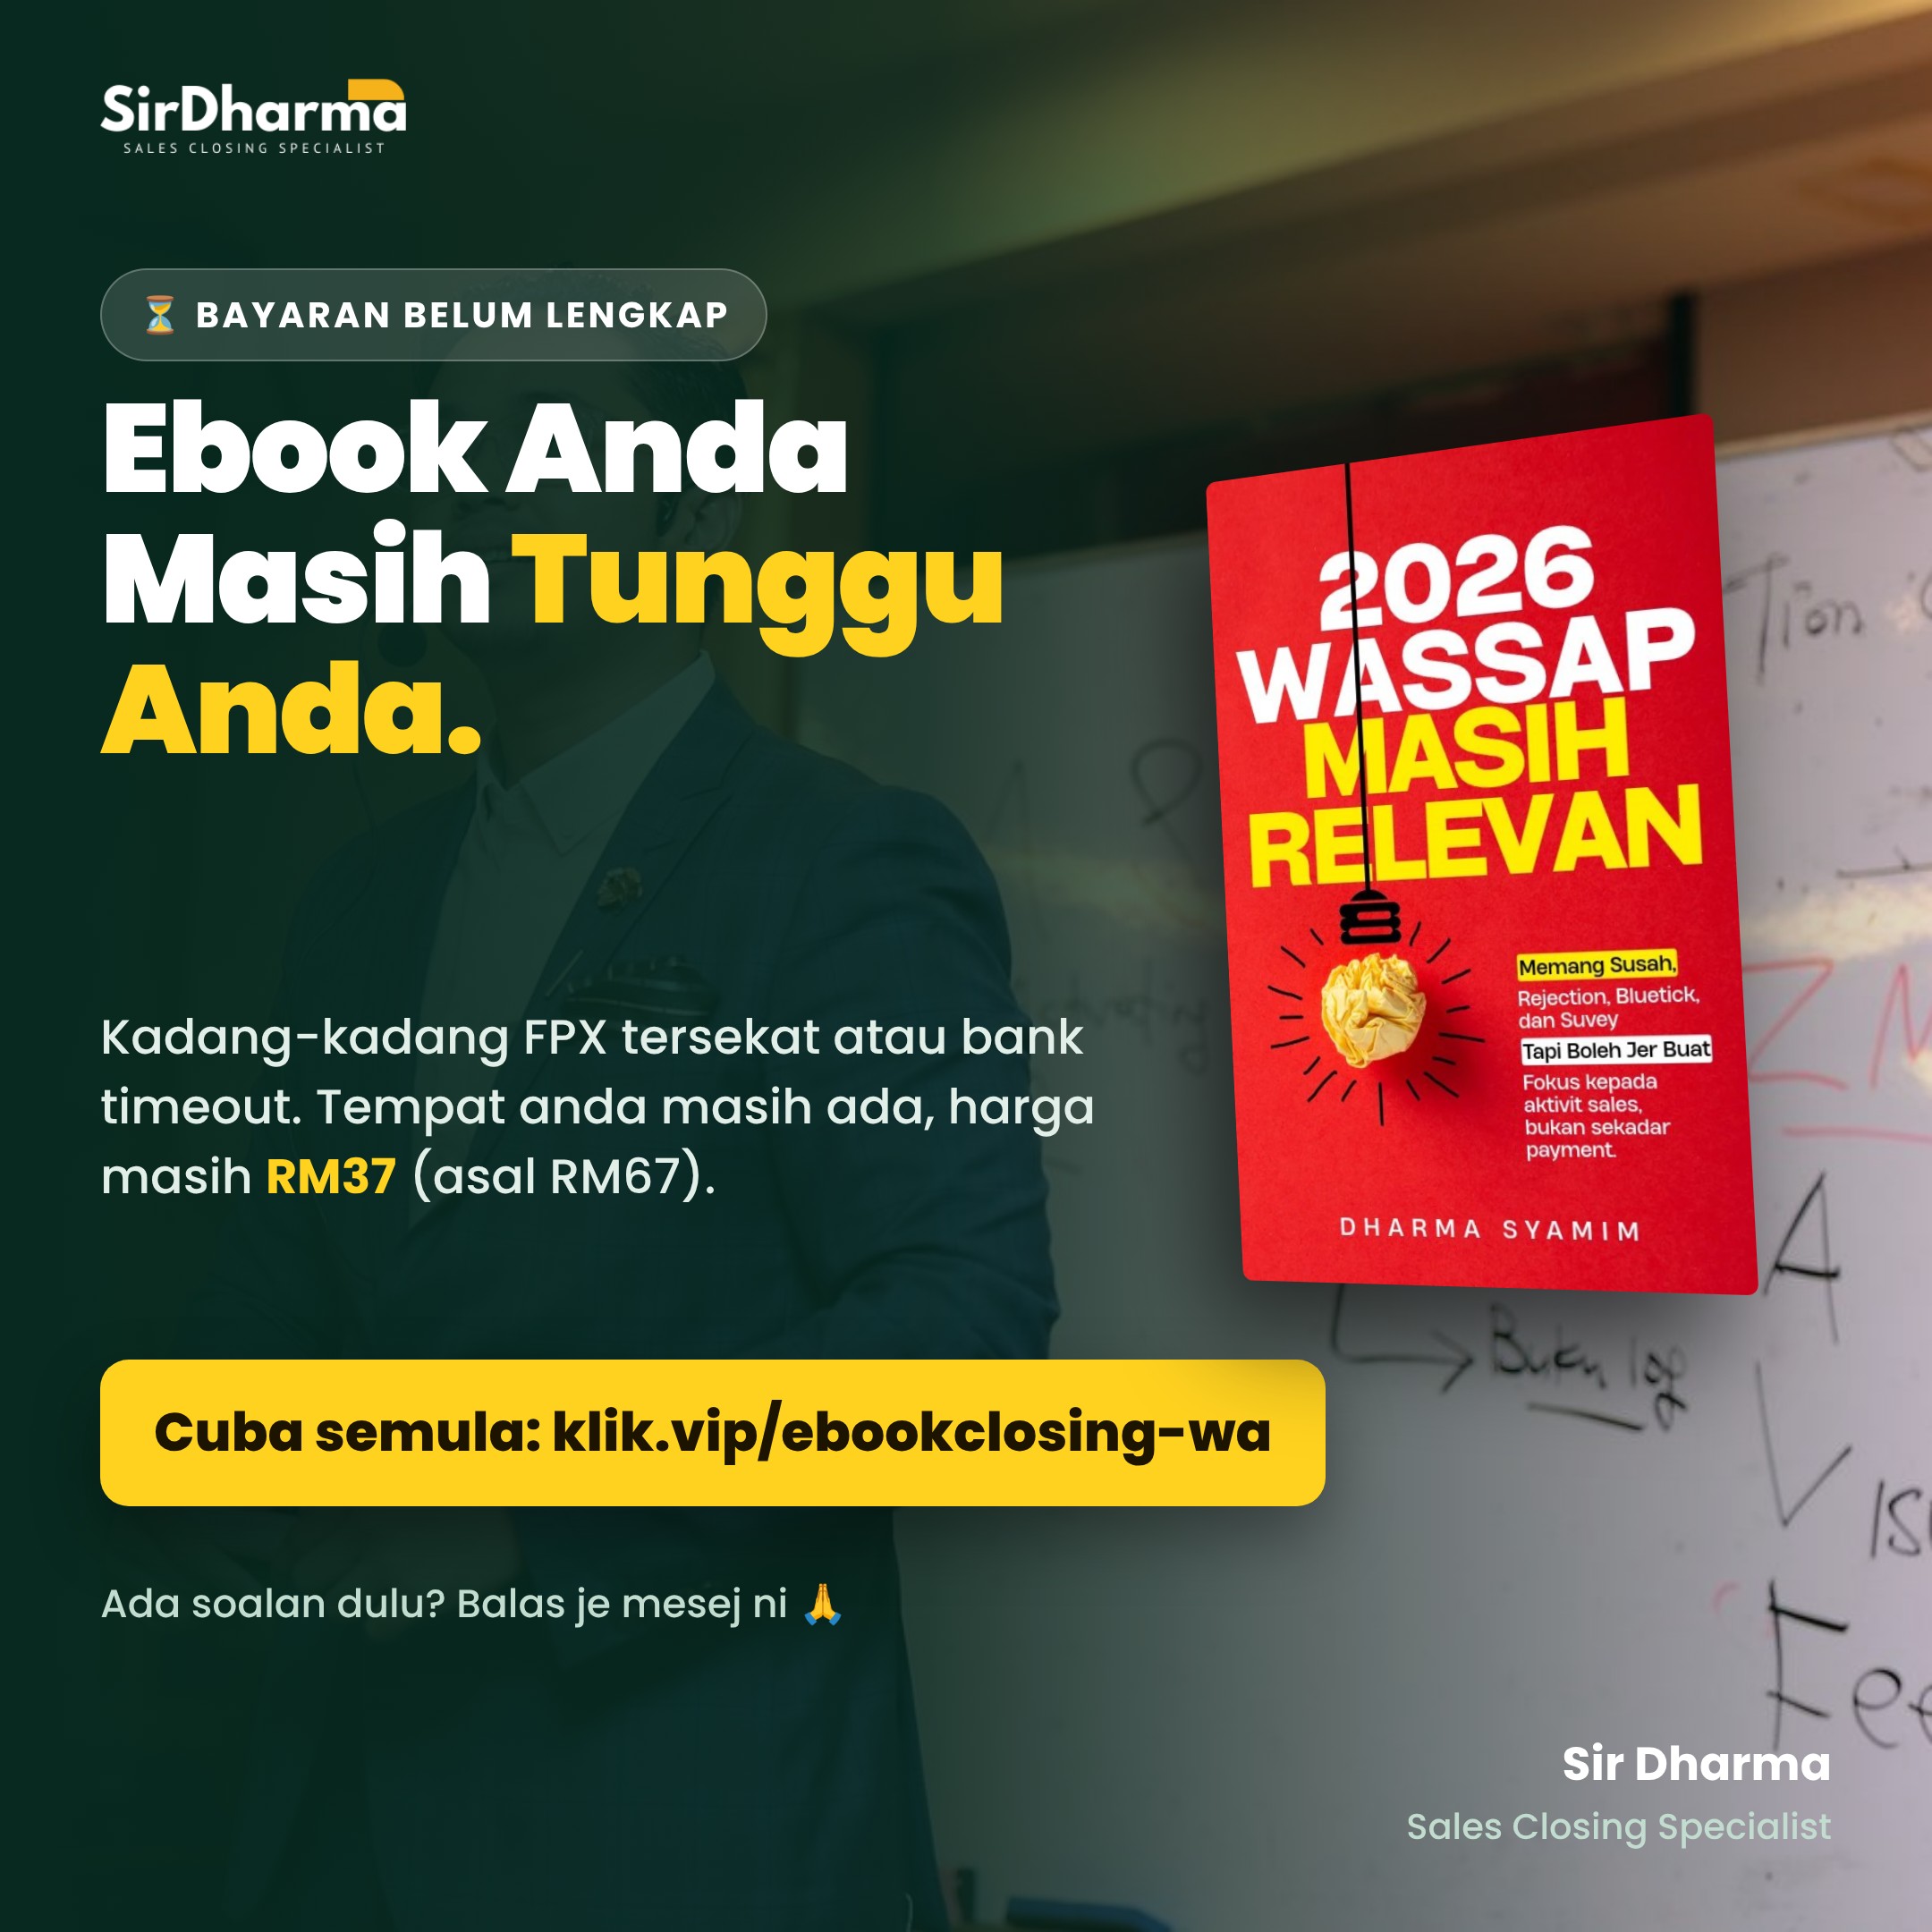 SirDharma
SALES CLOSING SPECIALIST
⏳ BAYARAN BELUM LENGKAP
Ebook Anda
Masih Tunggu
Anda.
Kadang-kadang FPX tersekat atau bank
timeout. Tempat anda masih ada, harga
masih RM37 (asal RM67).
Cuba semula: klik.vip/ebookclosing-wa
Ada soalan dulu? Balas je mesej ni 🙏
2026
WASSAP
MASIH
RELEVAN
Memang Susah,
Rejection, Bluetick,
dan Suvey
Tapi Boleh Jer Buat
Fokus kepada
aktivit sales,
bukan sekadar
payment.
DHARMA SYAMIM
Tion
A
Buku log
V
Sir Dharma
Sales Closing Specialist